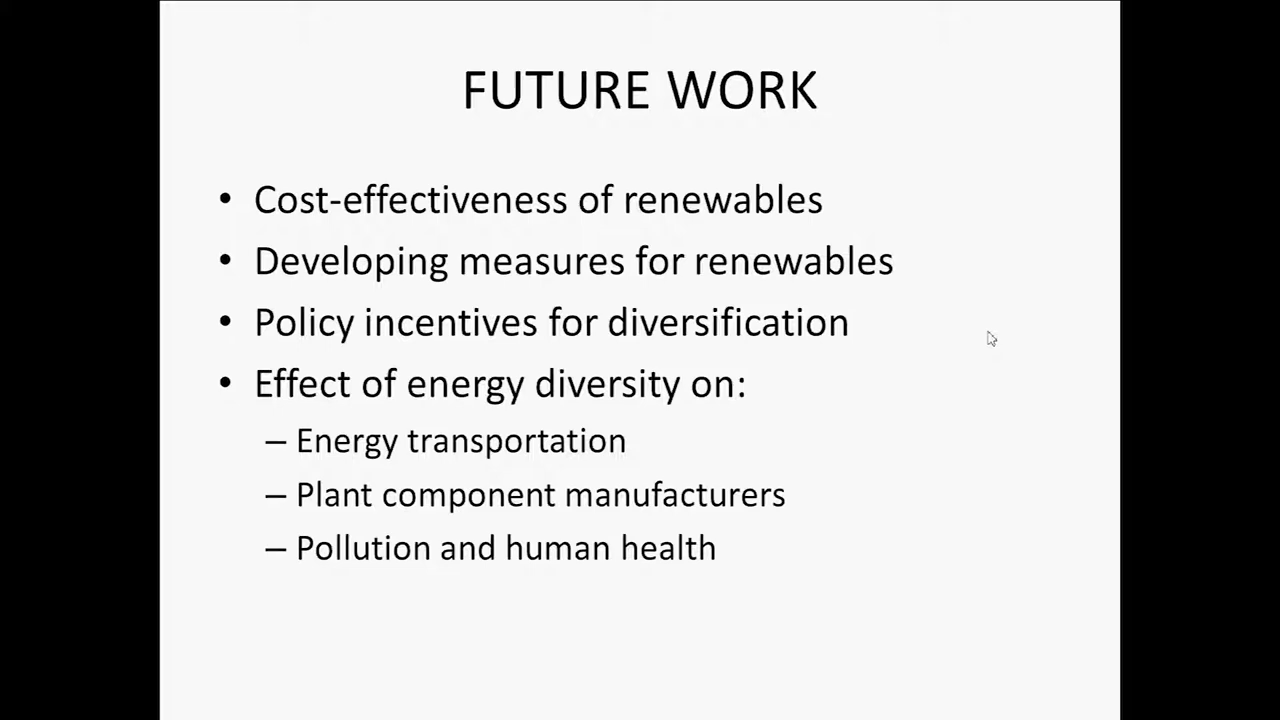 FUTURE WORK
• Cost-effectiveness of renewables
• Developing measures for renewables
• Policy incentives for diversification
• Effect of energy diversity on:
– Energy transportation
– Plant component manufacturers
– Pollution and human health